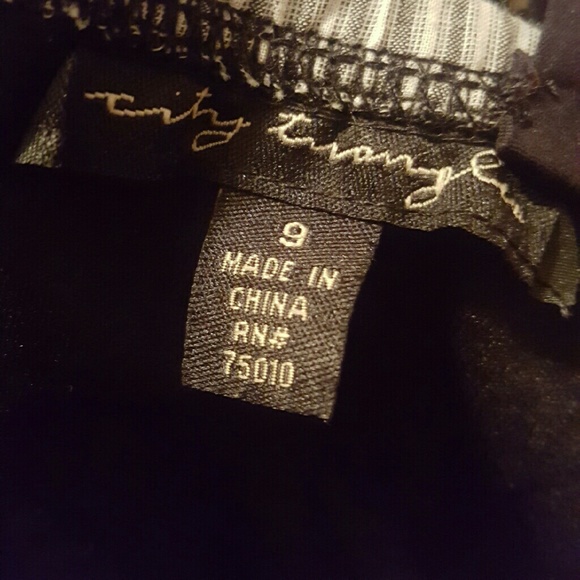 city triangles
9
MADE IN
CHINA
RN#
75010